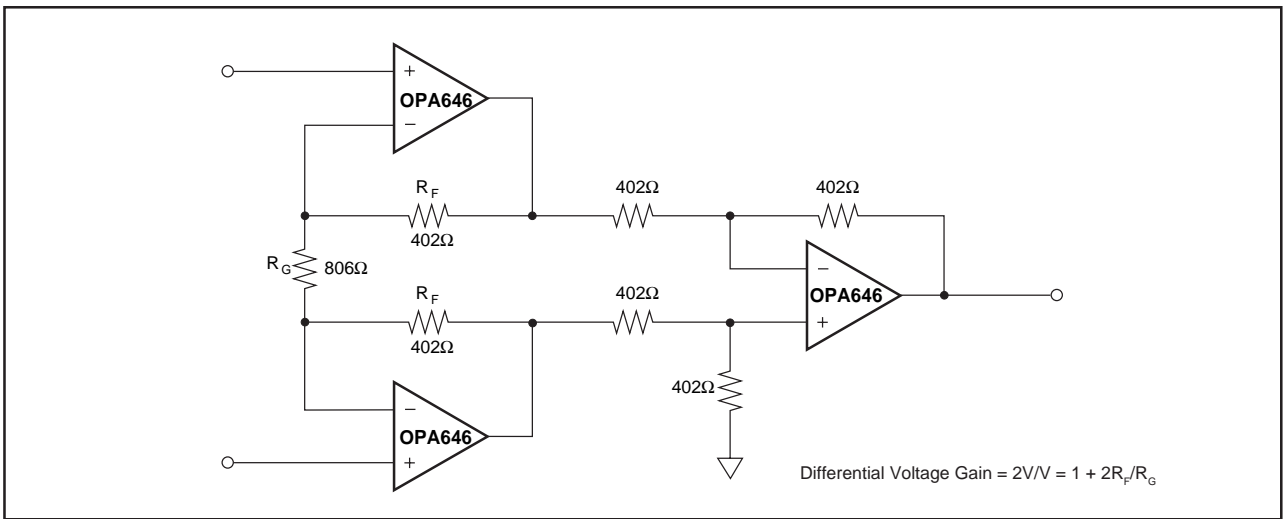 +
OPA646
−
R_F
402Ω
402Ω
402Ω
R_G 806Ω
−
OPA646
+
R_F
402Ω
402Ω
402Ω
−
OPA646
+
Differential Voltage Gain = 2V/V = 1 + 2R_F/R_G